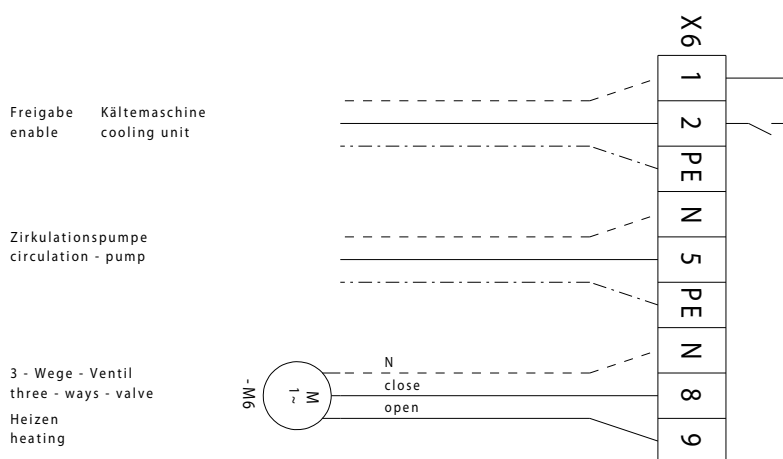 X6
1
Freigabe Kältemaschine
enable cooling unit
2
PE
N
Zirkulationspumpe
circulation - pump
5
PE
N
3 - Wege - Ventil
three - ways - valve
Heizen
heating
-M6
M
1~
N
close
open
8
9